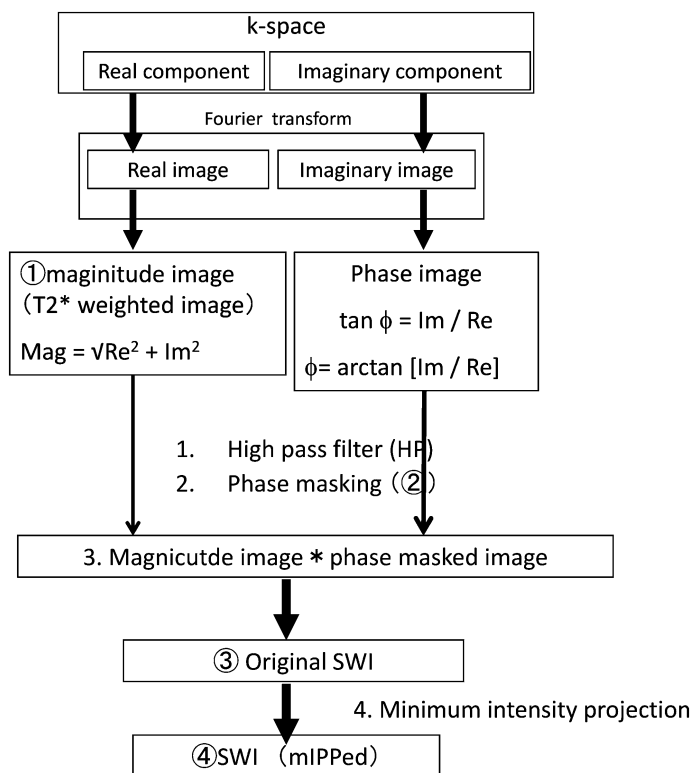 k-space
Real component
Imaginary component
Fourier transform
Real image
Imaginary image
①maginitude image
（T2* weighted image）
Mag = √Re² + Im²
Phase image
tan ϕ = Im / Re
ϕ= arctan [Im / Re]
1. High pass filter (HP)
2. Phase masking （②）
3. Magnicutde image * phase masked image
③ Original SWI
4. Minimum intensity projection
④SWI （mIPPed）